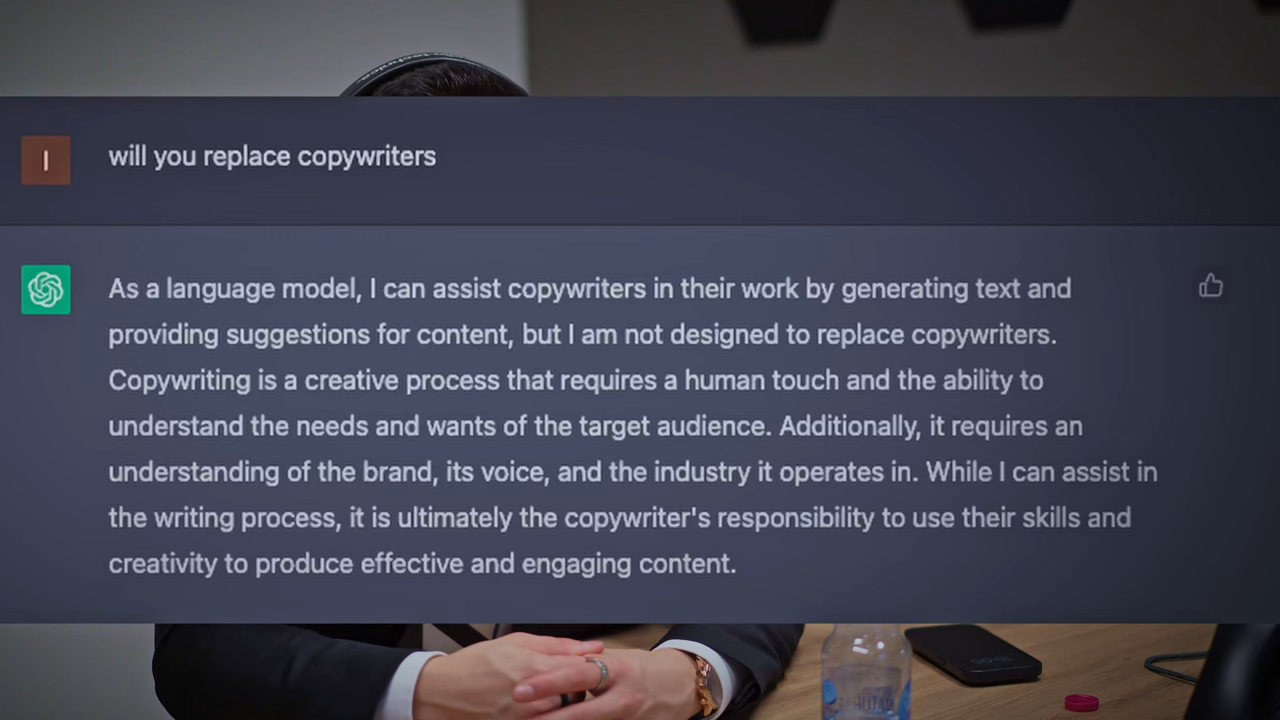 I
will you replace copywriters
As a language model, I can assist copywriters in their work by generating text and
providing suggestions for content, but I am not designed to replace copywriters.
Copywriting is a creative process that requires a human touch and the ability to
understand the needs and wants of the target audience. Additionally, it requires an
understanding of the brand, its voice, and the industry it operates in. While I can assist in
the writing process, it is ultimately the copywriter's responsibility to use their skills and
creativity to produce effective and engaging content.